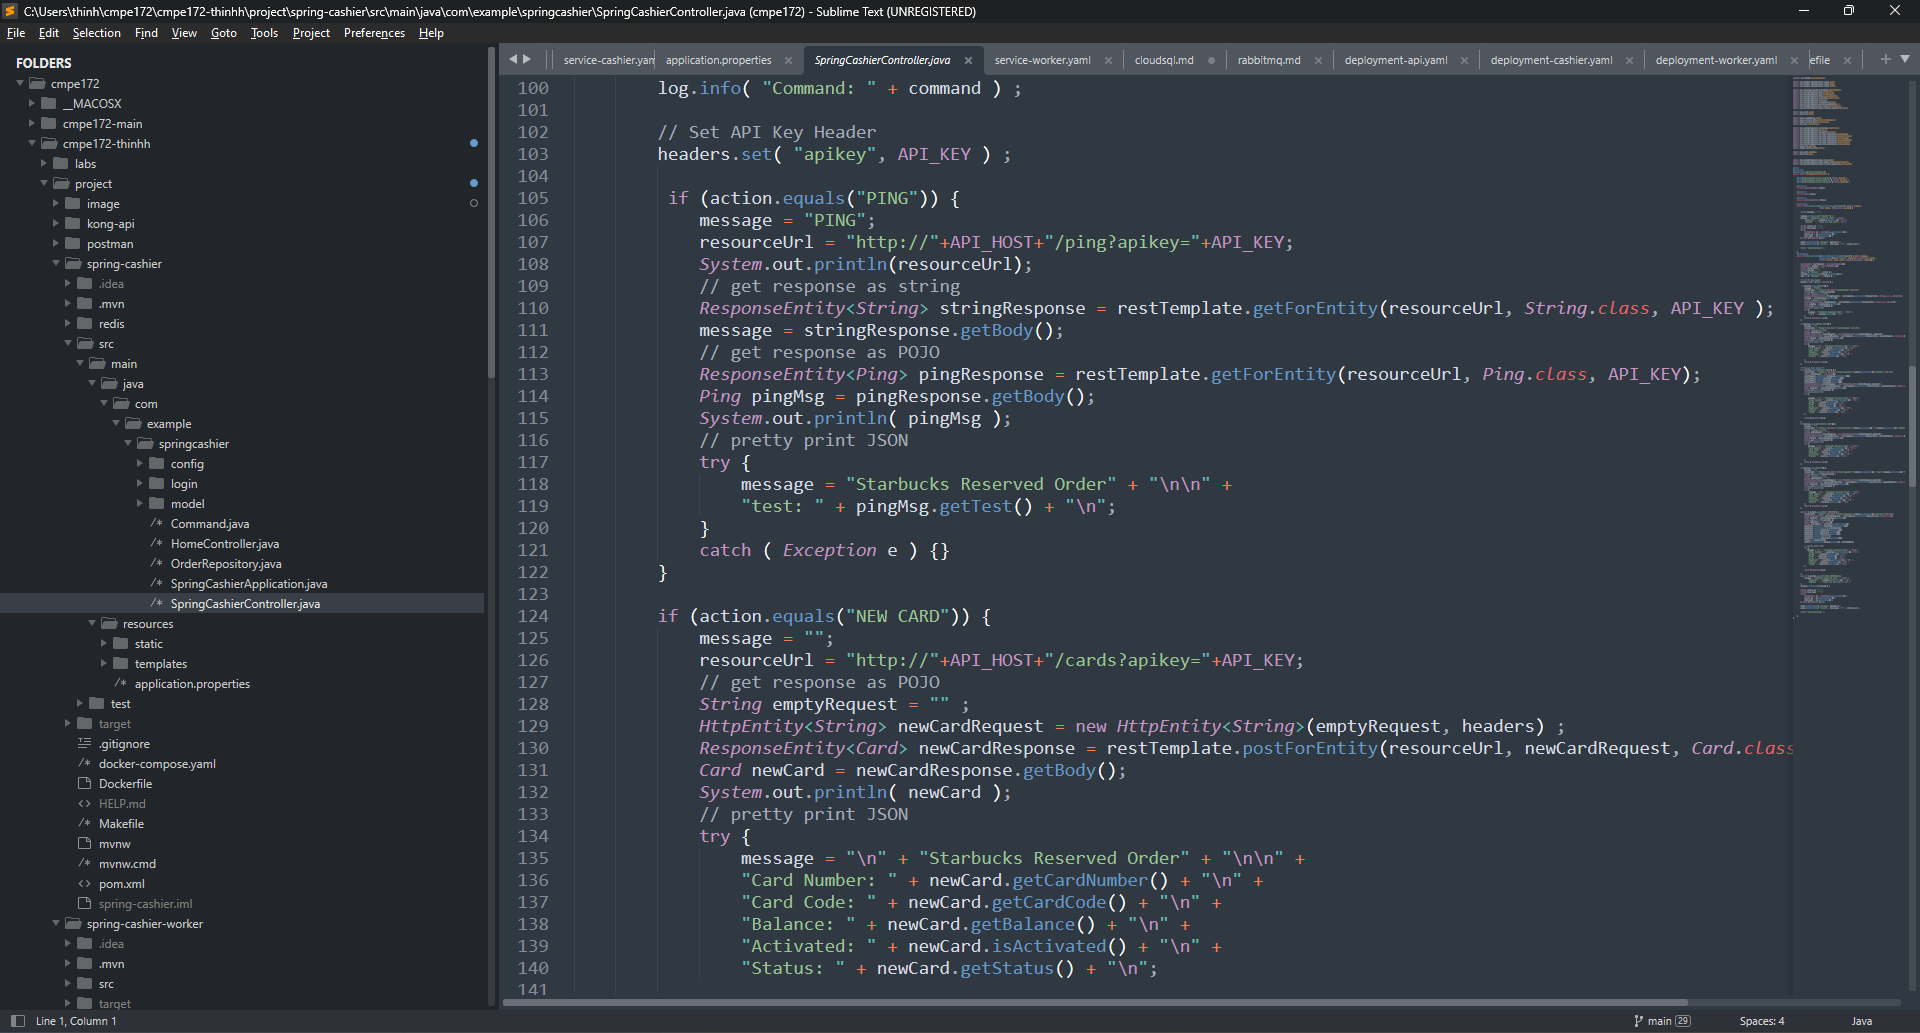 C:\Users\thinh\cmpe172\cmpe172-thinhh\project\spring-cashier\src\main\java\com\example\springcashier\SpringCashierController.java (cmpe172) - Sublime Text (UNREGISTERED)
File Edit Selection Find View Goto Tools Project Preferences Help
FOLDERS
cmpe172
__MACOSX
cmpe172-main
cmpe172-thinhh
labs
project
image
kong-api
postman
spring-cashier
.idea
.mvn
redis
src
main
java
com
example
springcashier
config
login
model
/* Command.java
/* HomeController.java
/* OrderRepository.java
/* SpringCashierApplication.java
/* SpringCashierController.java
resources
static
templates
/* application.properties
test
target
.gitignore
/* docker-compose.yaml
Dockerfile
<> HELP.md
/* Makefile
mvnw
/* mvnw.cmd
<> pom.xml
spring-cashier.iml
spring-cashier-worker
.idea
.mvn
src
target
service-cashier.yam application.properties SpringCashierController.java service-worker.yaml cloudsql.md rabbitmq.md deployment-api.yaml deployment-cashier.yaml deployment-worker.yaml efile
100 log.info( "Command: " + command ) ;
101
102 // Set API Key Header
103 headers.set( "apikey", API_KEY ) ;
104
105 if (action.equals("PING")) {
106 message = "PING";
107 resourceUrl = "http://"+API_HOST+"/ping?apikey="+API_KEY;
108 System.out.println(resourceUrl);
109 // get response as string
110 ResponseEntity<String> stringResponse = restTemplate.getForEntity(resourceUrl, String.class, API_KEY );
111 message = stringResponse.getBody();
112 // get response as POJO
113 ResponseEntity<Ping> pingResponse = restTemplate.getForEntity(resourceUrl, Ping.class, API_KEY);
114 Ping pingMsg = pingResponse.getBody();
115 System.out.println( pingMsg );
116 // pretty print JSON
117 try {
118 message = "Starbucks Reserved Order" + "\n\n" +
119 "test: " + pingMsg.getTest() + "\n";
120 }
121 catch ( Exception e ) {}
122 }
123
124 if (action.equals("NEW CARD")) {
125 message = "";
126 resourceUrl = "http://"+API_HOST+"/cards?apikey="+API_KEY;
127 // get response as POJO
128 String emptyRequest = "" ;
129 HttpEntity<String> newCardRequest = new HttpEntity<String>(emptyRequest, headers) ;
130 ResponseEntity<Card> newCardResponse = restTemplate.postForEntity(resourceUrl, newCardRequest, Card.class
131 Card newCard = newCardResponse.getBody();
132 System.out.println( newCard );
133 // pretty print JSON
134 try {
135 message = "\n" + "Starbucks Reserved Order" + "\n\n" +
136 "Card Number: " + newCard.getCardNumber() + "\n" +
137 "Card Code: " + newCard.getCardCode() + "\n" +
138 "Balance: " + newCard.getBalance() + "\n" +
139 "Activated: " + newCard.isActivated() + "\n" +
140 "Status: " + newCard.getStatus() + "\n";
141
Line 1, Column 1
main 29
Spaces: 4
Java